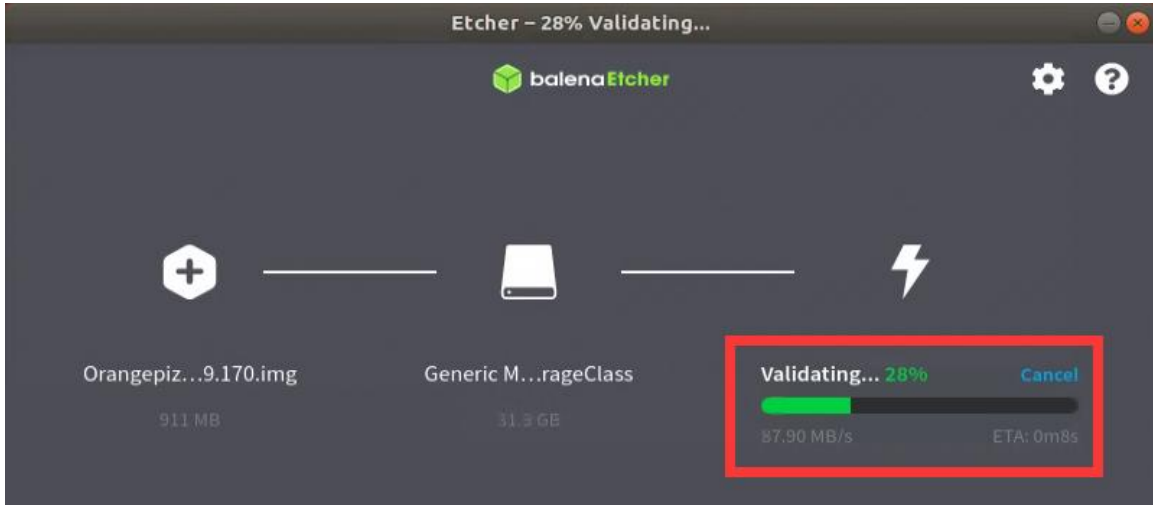 Etcher – 28% Validating...
balenaEtcher
Orangepiz...9.170.img
911 MB
Generic M...rageClass
31.9 GB
Validating... 28%
Cancel
87.90 MB/s
ETA: 0m8s